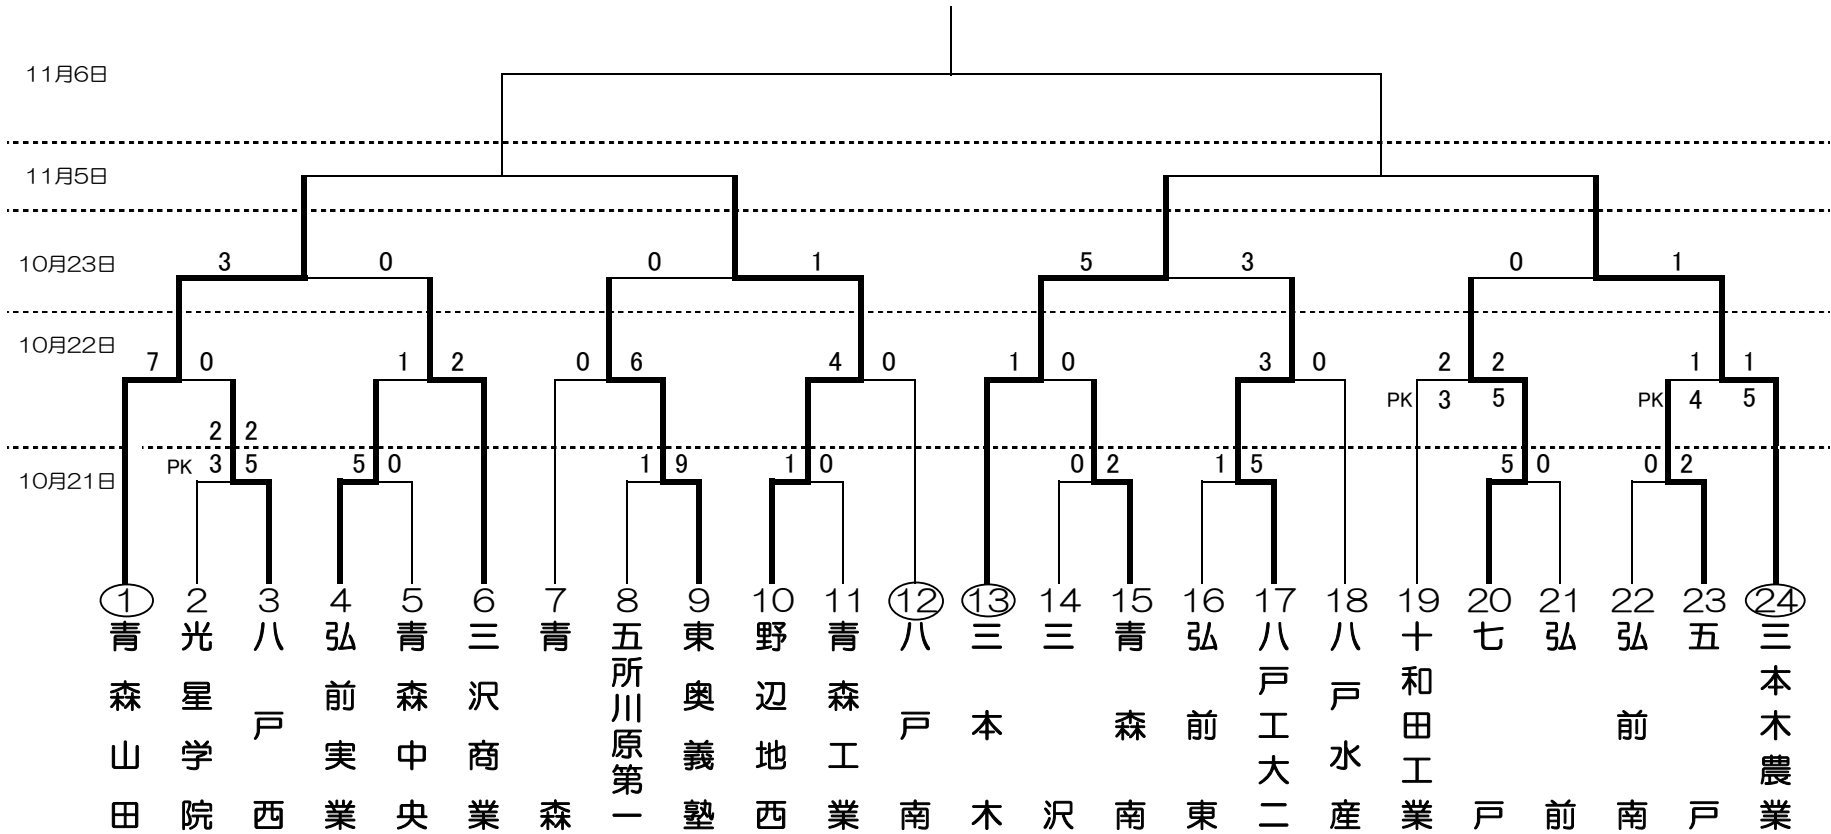 11月6日
11月5日
10月23日
3 0 0 1 5 3 0 1
10月22日
7 0 1 2 0 6 4 0 1 0 3 0 2 2 1 1
PK 3 5 PK 4 5
2 2
10月21日
PK 3 5 5 0 1 9 1 0 0 2 1 5 5 0 0 2
1 2 3 4 5 6 7 8 9 10 11 12 13 14 15 16 17 18 19 20 21 22 23 24
青森山田
光星学院
八戸西
弘前実業
青森中央
三沢商業
青森
五所川原第一
東奥義塾
野辺地西
青森工業
八戸南
三本木
三沢
青森南
弘前東
八戸工大二
八戸水産
十和田工業
七戸
弘前
弘前南
五戸
三本木農業